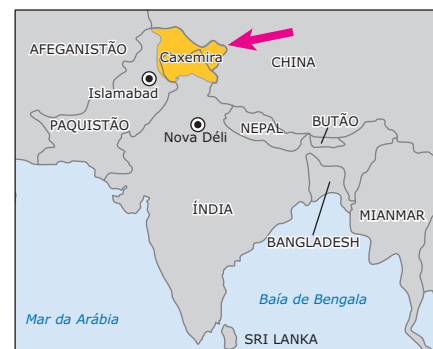 AFEGANISTÃO
Caxemira
CHINA
Islamabad
PAQUISTÃO
Nova Déli
NEPAL
BUTÃO
ÍNDIA
MIANMAR
BANGLADESH
Baía de Bengala
Mar da Arábia
SRI LANKA